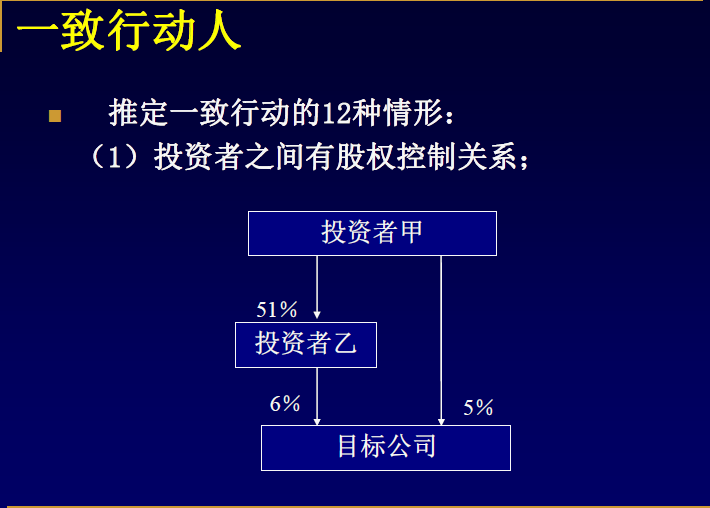 一致行动人
推定一致行动的12种情形：
（1）投资者之间有股权控制关系；
投资者甲
51%
投资者乙
6%
5%
目标公司